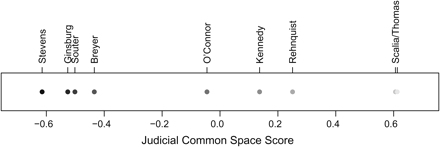 Stevens
Ginsburg
Souter
Breyer
O'Connor
Kennedy
Rehnquist
Scalia/Thomas
−0.6 −0.4 −0.2 0.0 0.2 0.4 0.6
Judicial Common Space Score